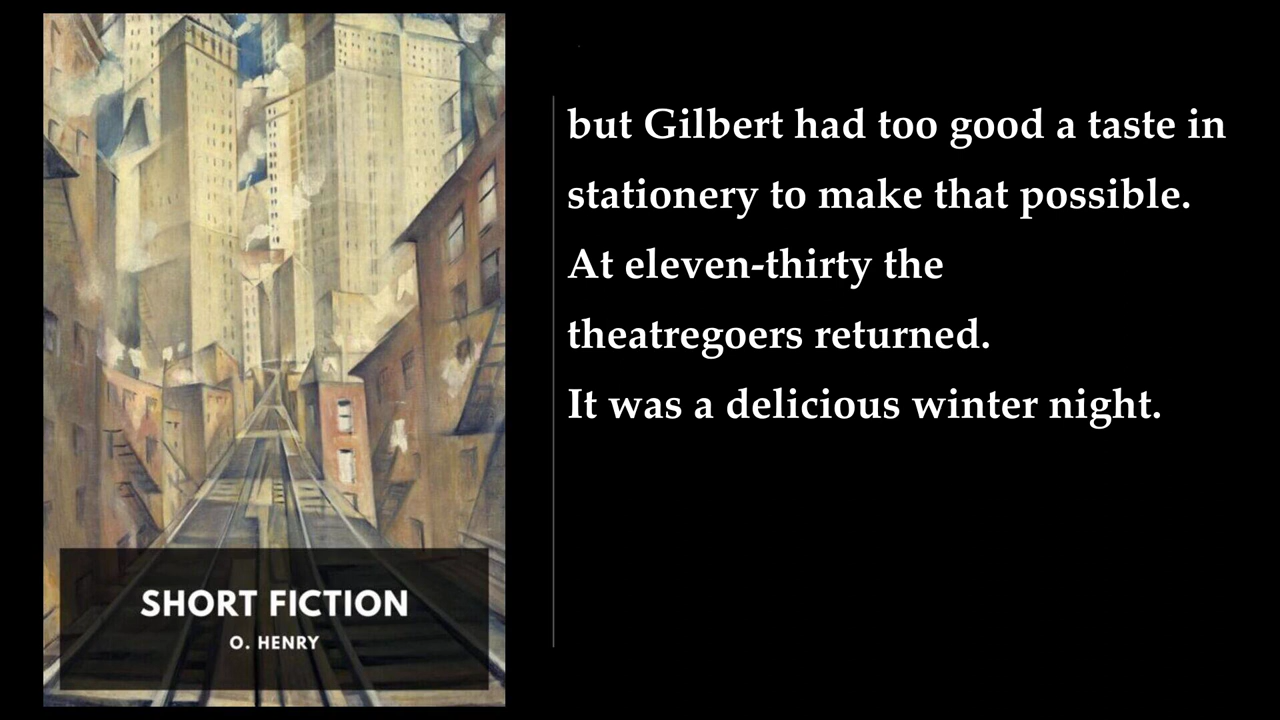 SHORT FICTION
O. HENRY
but Gilbert had too good a taste in
stationery to make that possible.
At eleven-thirty the
theatregoers returned.
It was a delicious winter night.